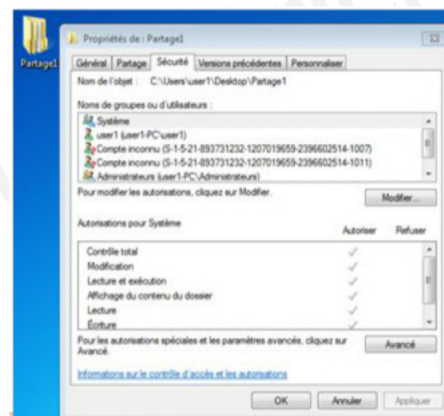 Partage1
Propriétés de : Partage1
Général Partage Sécurité Versions précédentes Personnaliser
Nom de l'objet : C:\Users\user1\Desktop\Partage1
Noms de groupes ou d'utilisateurs :
Système
user1 (user1-PC\user1)
Compte inconnu (S-1-5-21-893731232-1207019659-2396602514-1007)
Compte inconnu (S-1-5-21-893731232-1207019659-2396602514-1011)
Administrateurs (user1-PC\Administrateurs)
Pour modifier les autorisations, cliquez sur Modifier.
Modifier...
Autorisations pour Système Autoriser Refuser
Contrôle total
Modification
Lecture et exécution
Affichage du contenu du dossier
Lecture
Écriture
Pour les autorisations spéciales et les paramètres avancés, cliquez sur
Avancé.
Avancé
Informations sur le contrôle d'accès et les autorisations
OK Annuler Appliquer